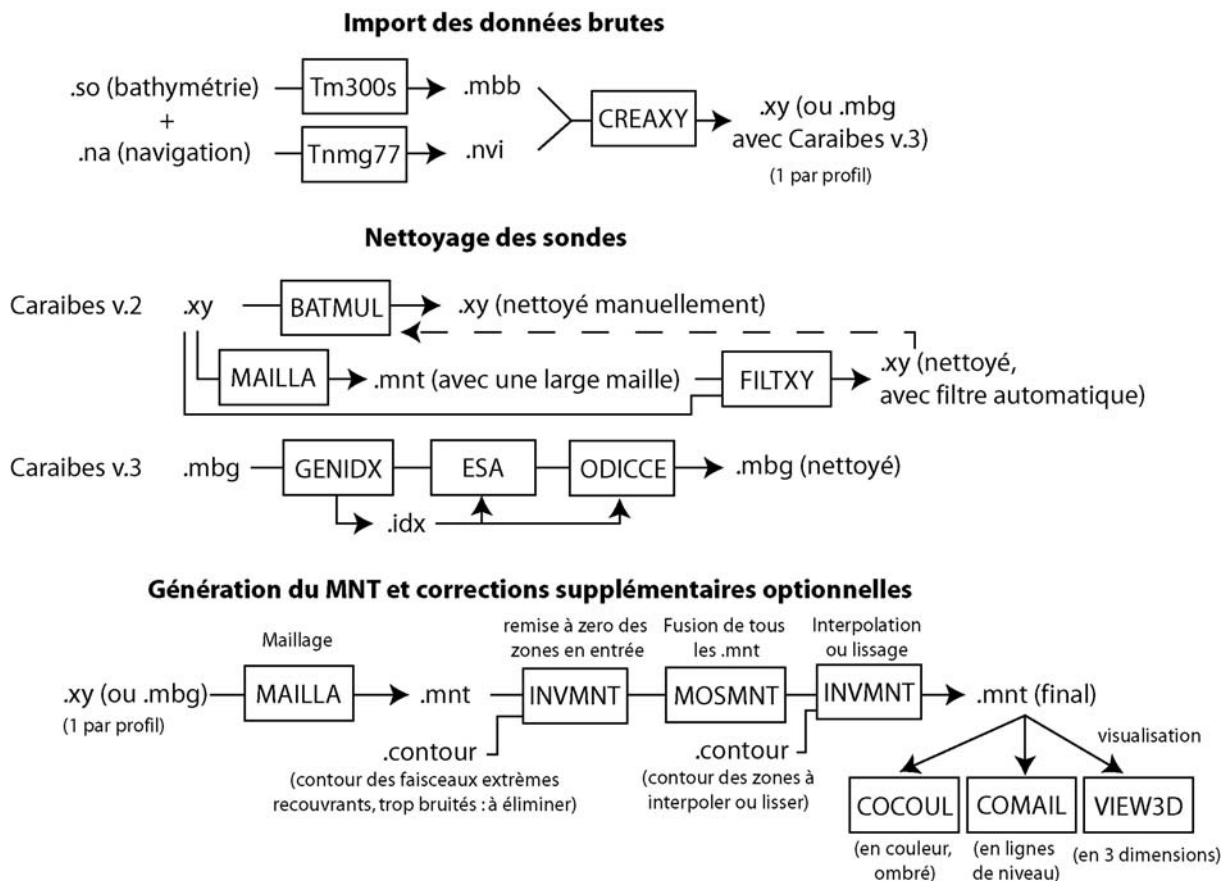 Import des données brutes
.so (bathymétrie)
Tm300s
.mbb
+
.na (navigation)
Tnmg77
.nvi
CREAXY
.xy (ou .mbg
avec Caraibes v.3)
(1 par profil)
Nettoyage des sondes
Caraibes v.2
.xy
BATMUL
.xy (nettoyé manuellement)
MAILLA
.mnt (avec une large maille)
FILTXY
.xy (nettoyé,
avec filtre automatique)
Caraibes v.3
.mbg
GENIDX
ESA
ODICCE
.mbg (nettoyé)
.idx
Génération du MNT et corrections supplémentaires optionnelles
Maillage
remise à zero des
zones en entrée
Fusion de tous
les .mnt
Interpolation
ou lissage
.xy (ou .mbg)
(1 par profil)
MAILLA
.mnt
INVMNT
MOSMNT
INVMNT
.mnt (final)
.contour
(contour des faisceaux extrèmes
recouvrants, trop bruités : à éliminer)
.contour
(contour des zones à
interpoler ou lisser)
visualisation
COCOUL
COMAIL
VIEW3D
(en couleur,
ombré)
(en lignes
de niveau)
(en 3 dimensions)